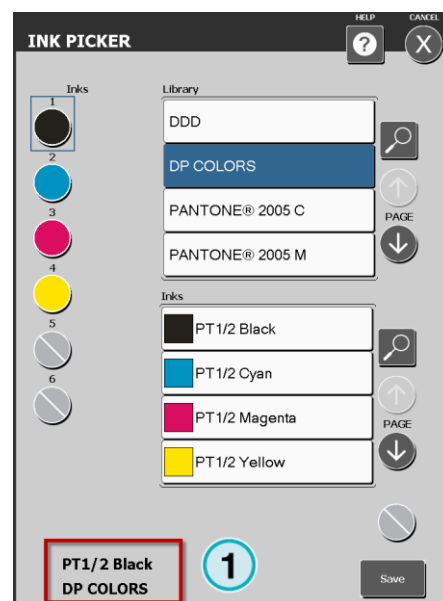 HELP
CANCEL
INK PICKER
?
X
Inks
1
2
3
4
5
6
Library
DDD
DP COLORS
PANTONE® 2005 C
PANTONE® 2005 M
PAGE
Inks
PT1/2 Black
PT1/2 Cyan
PT1/2 Magenta
PT1/2 Yellow
PAGE
PT1/2 Black
DP COLORS
1
Save